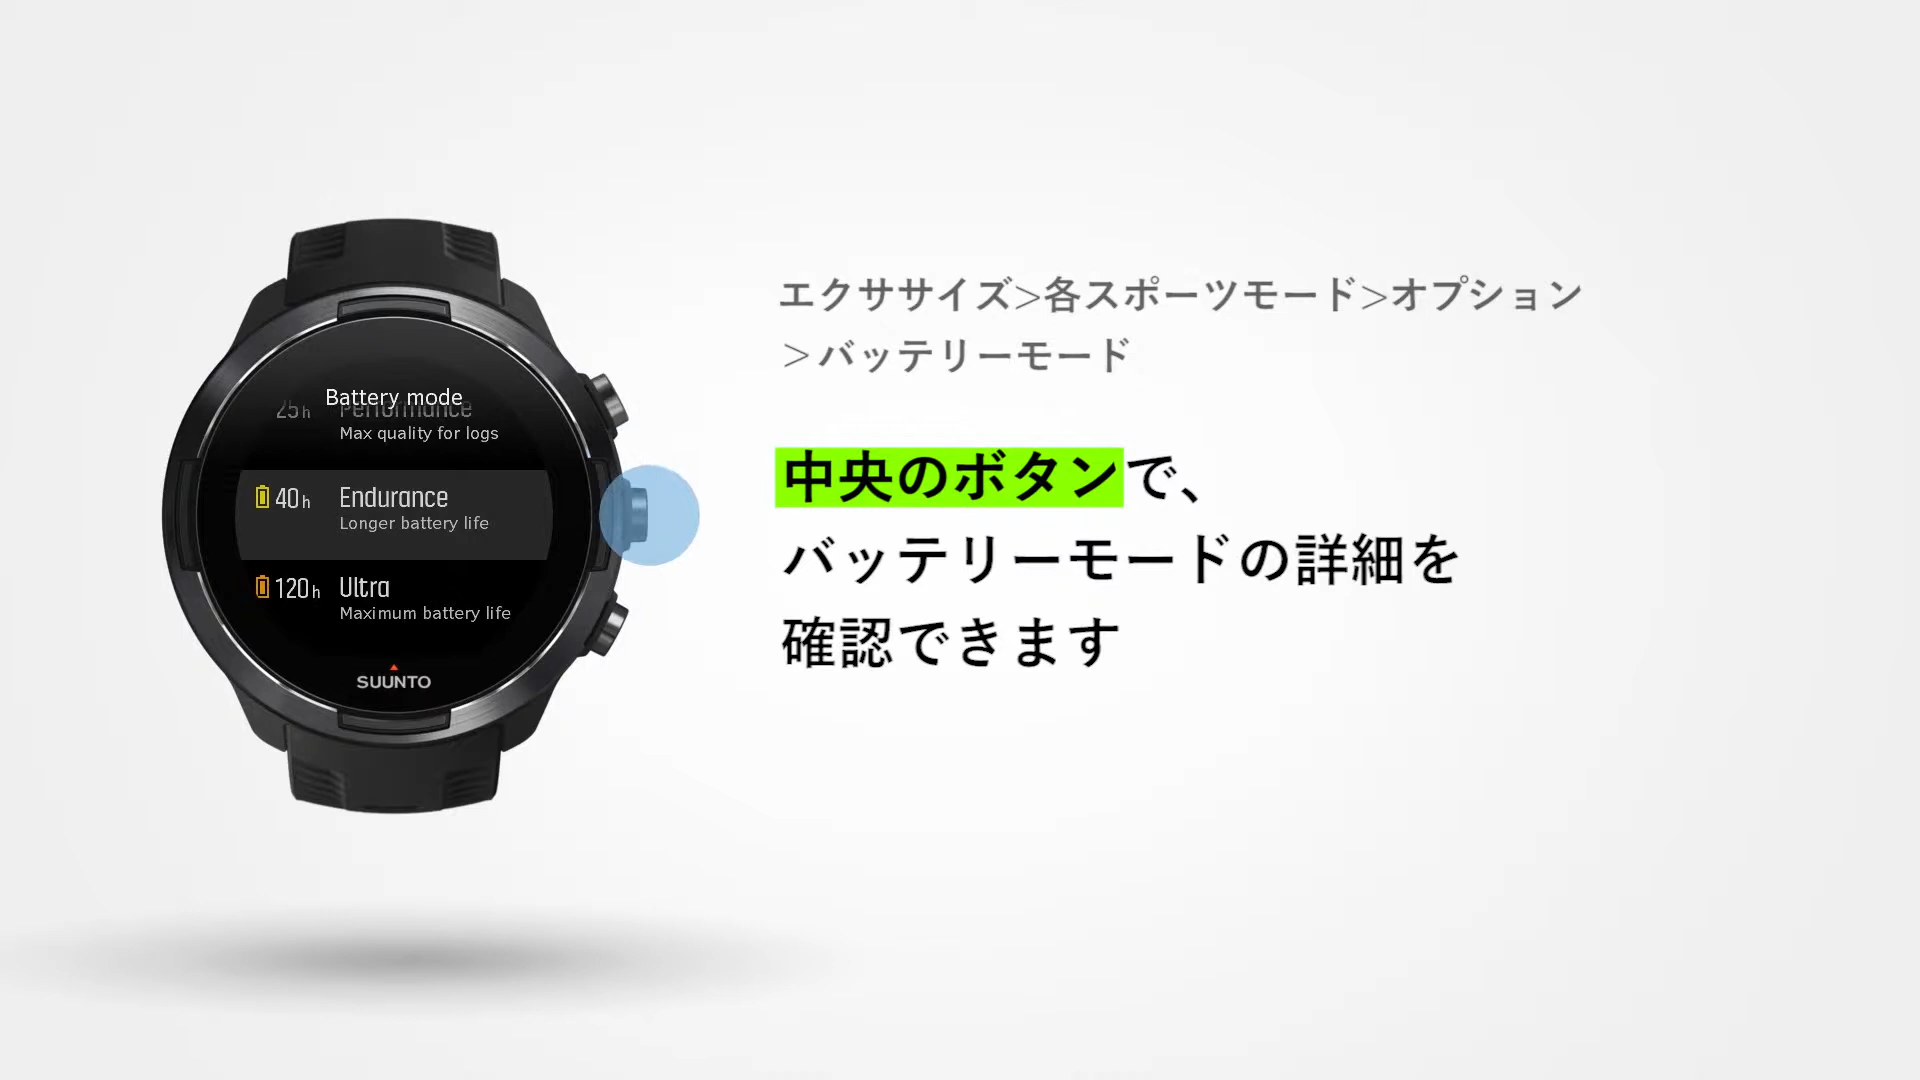 Battery mode
25h Performance
Max quality for logs
40h Endurance
Longer battery life
120h Ultra
Maximum battery life
SUUNTO
エクササイズ>各スポーツモード>オプション
>バッテリーモード
中央のボタンで、
バッテリーモードの詳細を
確認できます